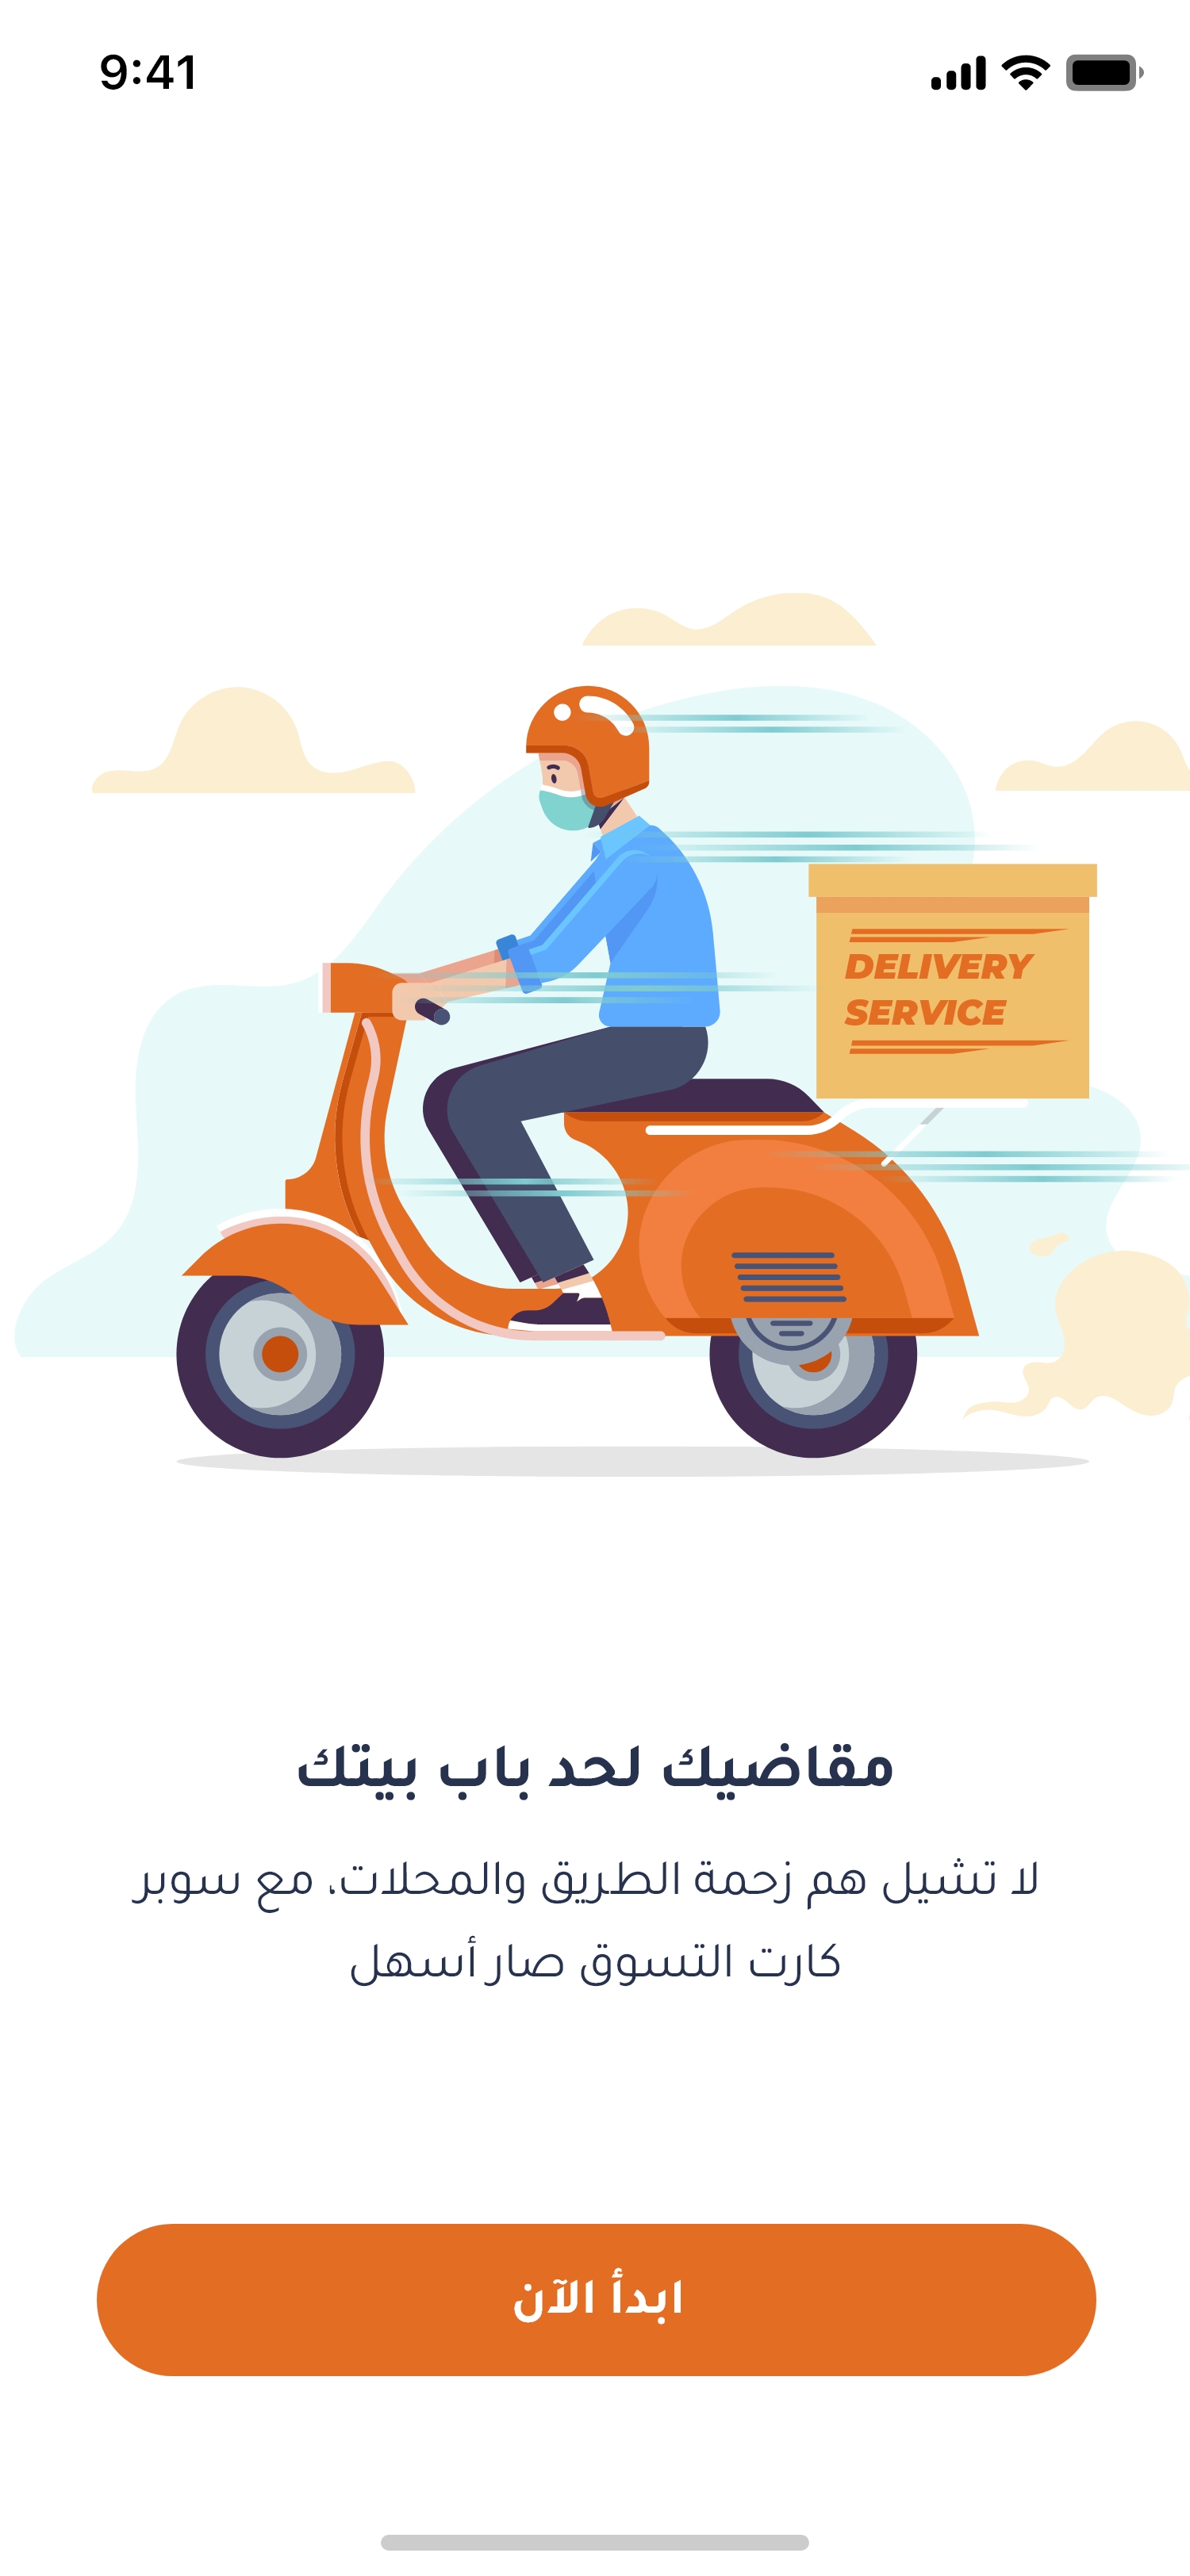 9:41
DELIVERY
SERVICE
مقاضيك لحد باب بيتك
لا تشيل هم زحمة الطريق والمحلات، مع سوبر
كارت التسوق صار أسهل
ابدأ الآن